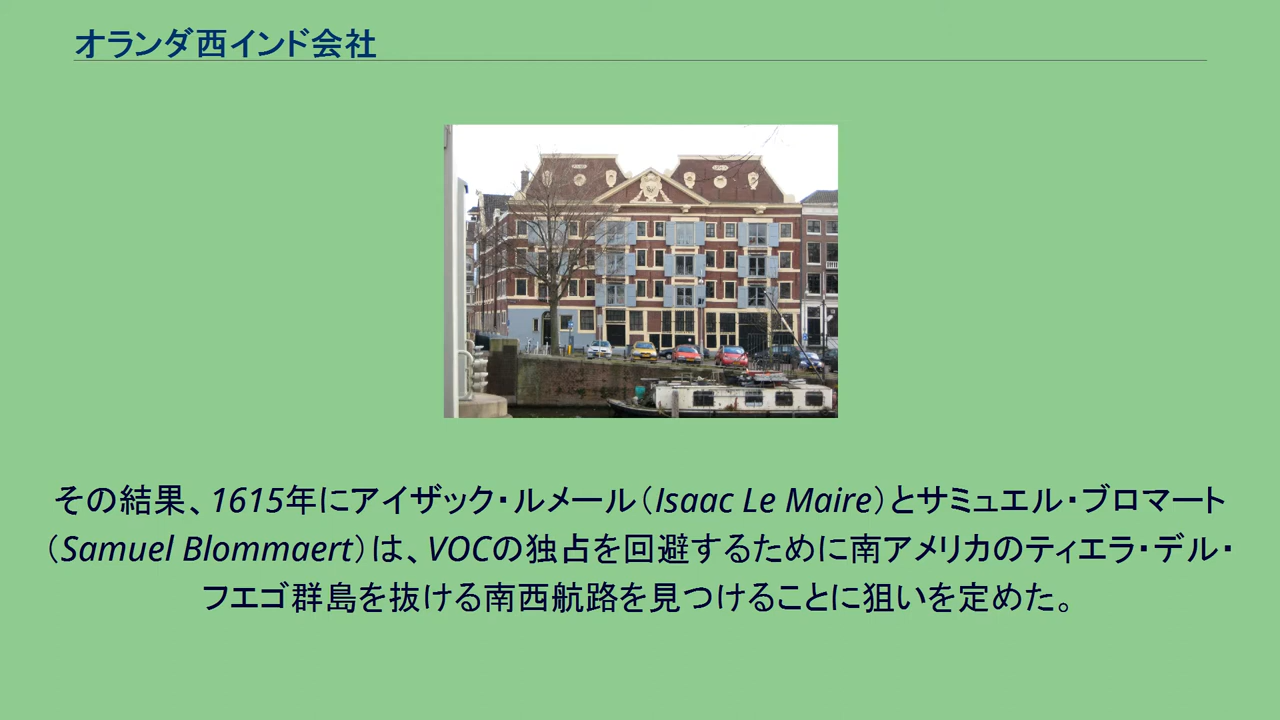 オランダ西インド会社
その結果、1615年にアイザック・ルメール（Isaac Le Maire）とサミュエル・ブロマート
（Samuel Blommaert）は、VOCの独占を回避するために南アメリカのティエラ・デル・
フエゴ群島を抜ける南西航路を見つけることに狙いを定めた。